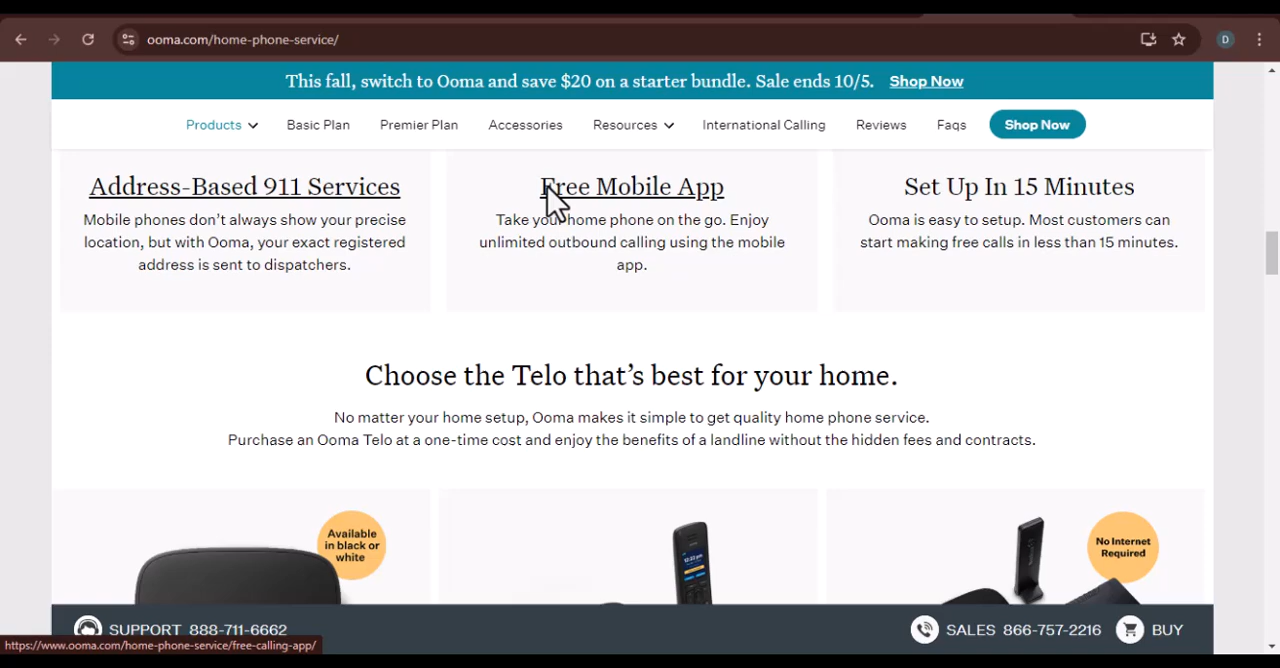 ooma.com/home-phone-service/
D
This fall, switch to Ooma and save $20 on a starter bundle. Sale ends 10/5. Shop Now
Products Basic Plan Premier Plan Accessories Resources International Calling Reviews Faqs Shop Now
Address-Based 911 Services
Mobile phones don’t always show your precise
location, but with Ooma, your exact registered
address is sent to dispatchers.
Free Mobile App
Take your home phone on the go. Enjoy
unlimited outbound calling using the mobile
app.
Set Up In 15 Minutes
Ooma is easy to setup. Most customers can
start making free calls in less than 15 minutes.
Choose the Telo that’s best for your home.
No matter your home setup, Ooma makes it simple to get quality home phone service.
Purchase an Ooma Telo at a one-time cost and enjoy the benefits of a landline without the hidden fees and contracts.
Available
in black or
white
No Internet
Required
SUPPORT 888-711-6662
SALES 866-757-2216
BUY
https://www.ooma.com/home-phone-service/free-calling-app/